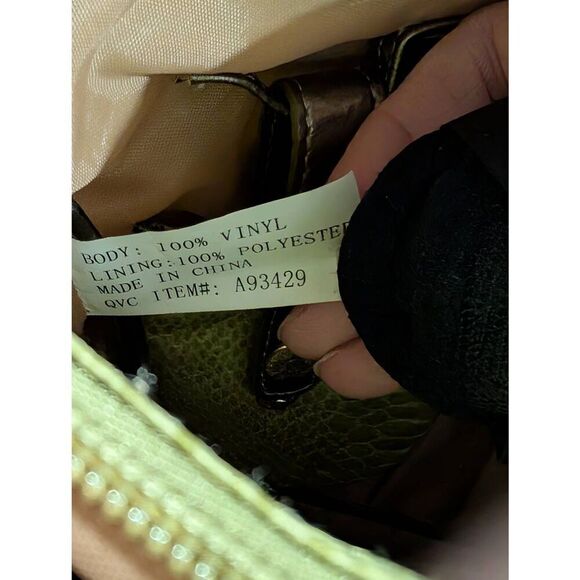 BODY: 100% VINYL
LINING:100% POLYESTER
MADE IN CHINA
QVC ITEM#: A93429